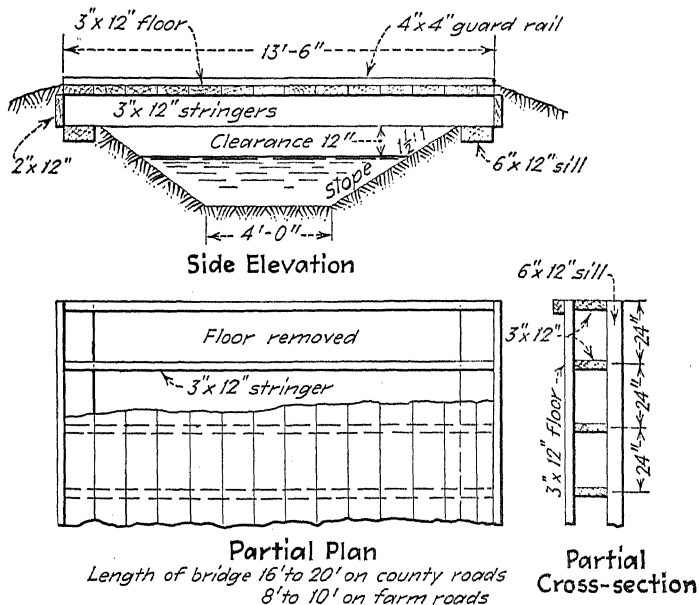 3"x 12" floor
4"x 4" guard rail
13'-6"
3"x 12" stringers
Clearance 12"
1½:1
slope
2"x 12"
6"x 12" sill
4'-0"
Side Elevation
6"x 12" sill
Floor removed
3"x 12"
24"
3"x 12" stringer
24"
3"x 12" floor
24"
Partial Plan
Length of bridge 16' to 20' on county roads
8' to 10' on farm roads
Partial
Cross-section